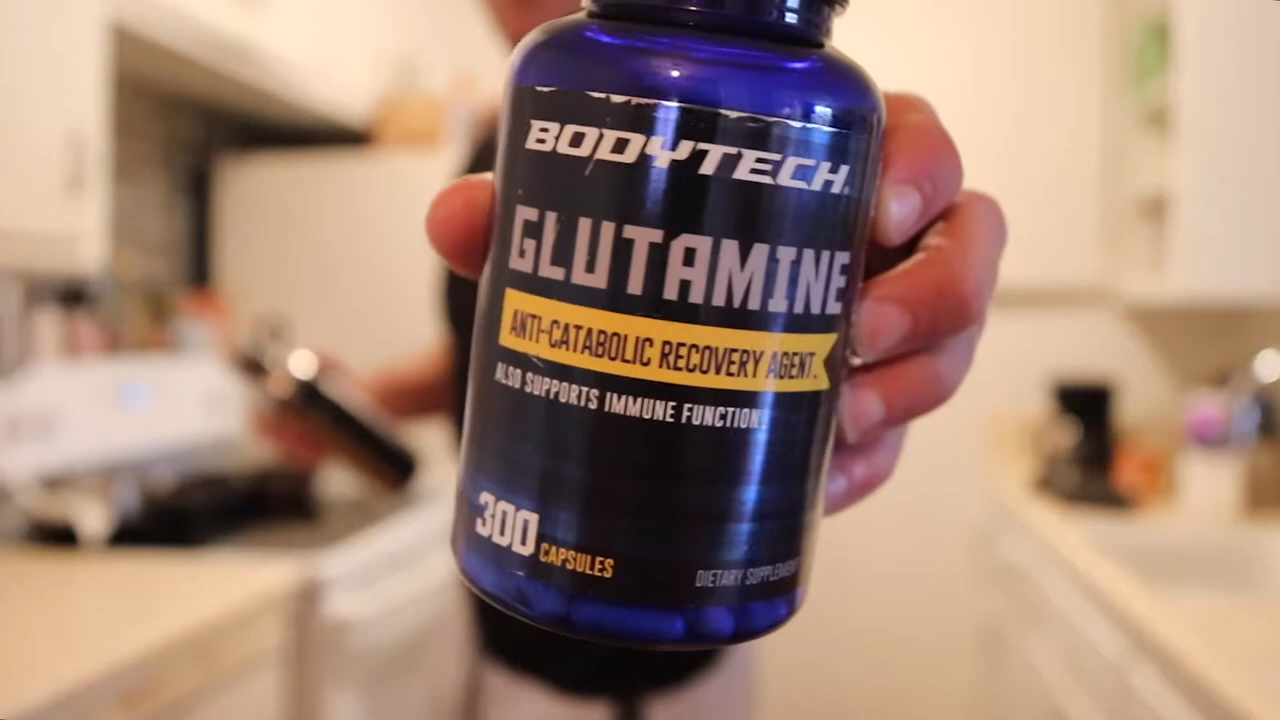 BODYTECH.
GLUTAMINE
ANTI-CATABOLIC RECOVERY AGENT.
ALSO SUPPORTS IMMUNE FUNCTION.
300 CAPSULES
DIETARY SUPPLEMENT